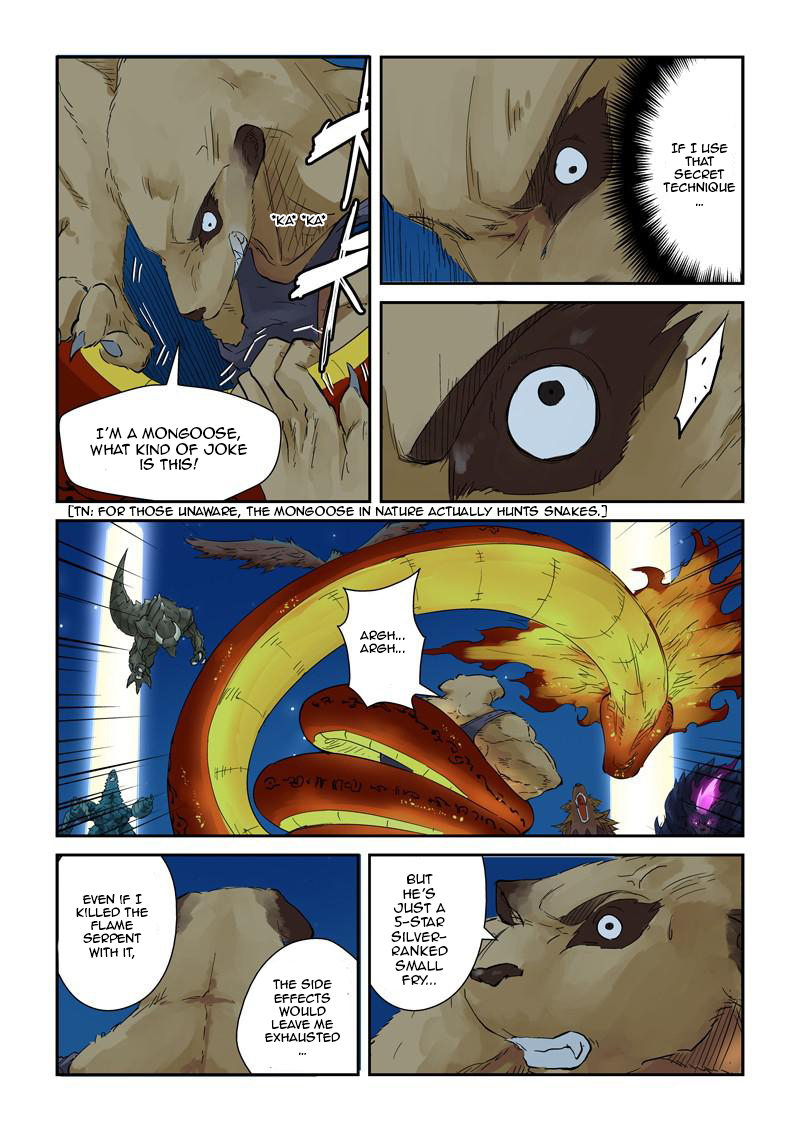 *KA* *KA*
I'M A MONGOOSE,
WHAT KIND OF JOKE
IS THIS!
IF I USE
THAT
SECRET
TECHNIQUE
...
[TN: FOR THOSE UNAWARE, THE MONGOOSE IN NATURE ACTUALLY HUNTS SNAKES.]
ARGH...
ARGH...
EVEN IF I
KILLED THE
FLAME
SERPENT
WITH IT,
THE SIDE
EFFECTS
WOULD
LEAVE ME
EXHAUSTED
...
BUT
HE'S
JUST A
5-STAR
SILVER-
RANKED
SMALL
FRY...